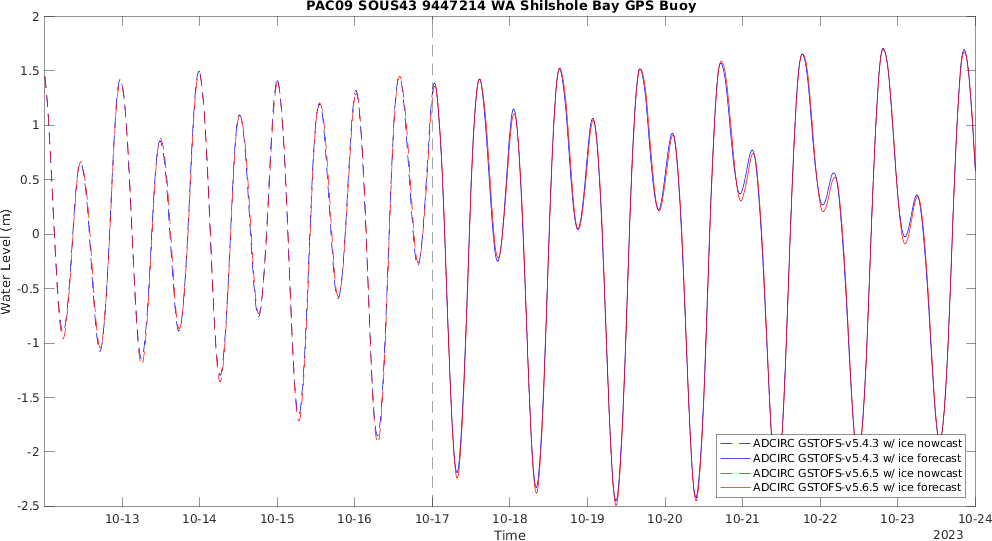 PAC09 SOUS43 9447214 WA Shilshole Bay GPS Buoy
2
1.5
1
0.5
0
-0.5
-1
-1.5
-2
-2.5
Water Level (m)
ADCIRC GSTOFS-v5.4.3 w/ ice nowcast
ADCIRC GSTOFS-v5.4.3 w/ ice forecast
ADCIRC GSTOFS-v5.6.5 w/ ice nowcast
ADCIRC GSTOFS-v5.6.5 w/ ice forecast
10-13 10-14 10-15 10-16 10-17 10-18 10-19 10-20 10-21 10-22 10-23 10-24
Time
2023